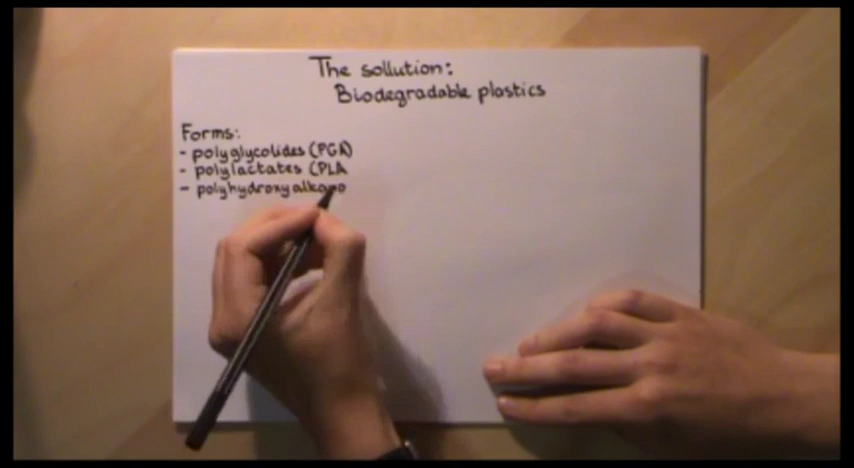 The sollution:
Biodegradable plastics
Forms:
- polyglycolides (PGA)
- polylactates (PLA
- polyhydroxyalkano